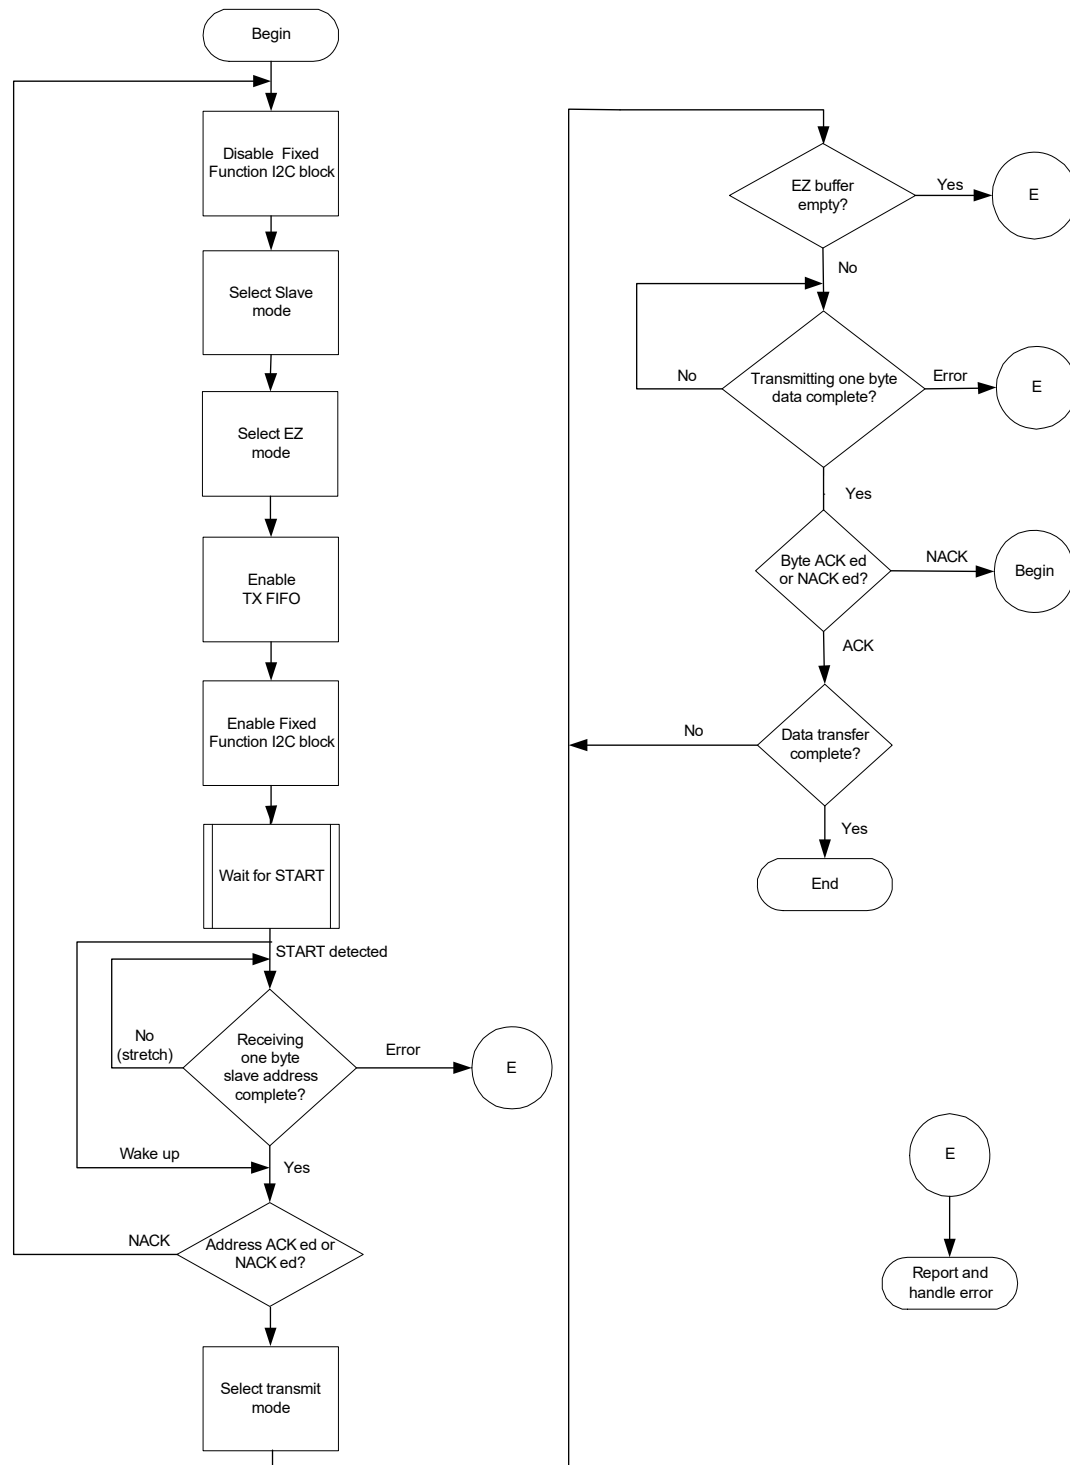 Begin
Disable  Fixed
Function I2C block
Select Slave
mode
Select EZ
mode
Enable
TX FIFO
Enable Fixed
Function I2C block
Wait for START
START detected
No
(stretch)
Receiving
one byte
slave address
complete?
Error
E
Wake up
Yes
NACK
Address ACK ed or
NACK ed?
Select transmit
mode
EZ buffer
empty?
Yes
E
No
No
Transmitting one byte
data complete?
Error
E
Yes
Byte ACK ed
or NACK ed?
NACK
Begin
ACK
No
Data transfer
complete?
Yes
End
E
Report and
handle error